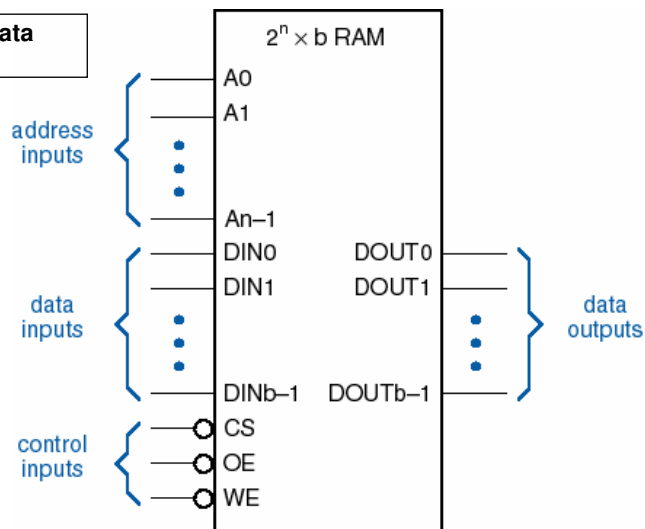 ata
2ⁿ × b RAM
A0
address
inputs
A1
An–1
DIN0
DOUT0
DIN1
DOUT1
data
inputs
data
outputs
DINb–1
DOUTb–1
control
inputs
CS
OE
WE